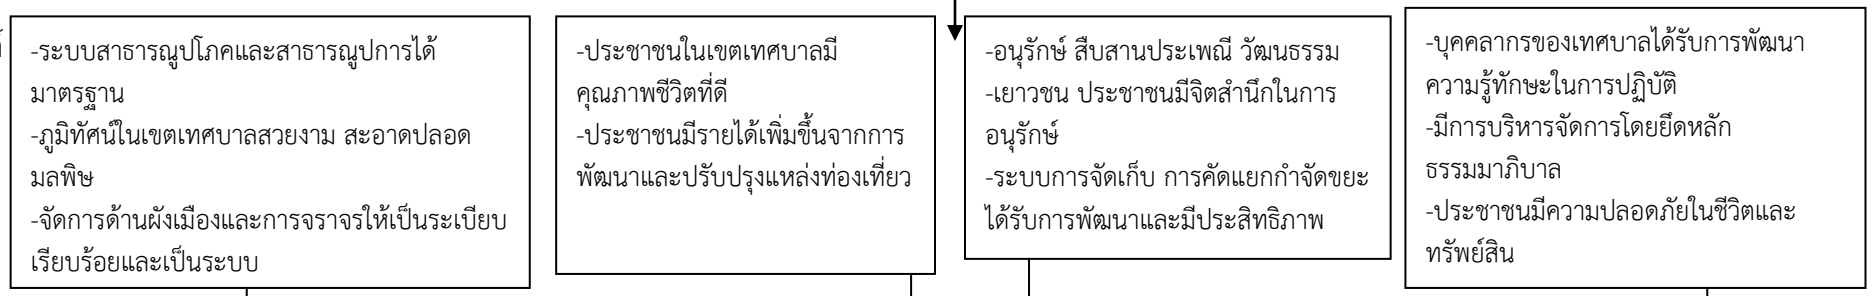 -ระบบสาธารณูปโภคและสาธารณูปการได้
มาตรฐาน
-ภูมิทัศน์ในเขตเทศบาลสวยงาม สะอาดปลอด
มลพิษ
-จัดการด้านผังเมืองและการจราจรให้เป็นระเบียบ
เรียบร้อยและเป็นระบบ
-ประชาชนในเขตเทศบาลมี
คุณภาพชีวิตที่ดี
-ประชาชนมีรายได้เพิ่มขึ้นจากการ
พัฒนาและปรับปรุงแหล่งท่องเที่ยว
-อนุรักษ์ สืบสานประเพณี วัฒนธรรม
-เยาวชน ประชาชนมีจิตสำนึกในการ
อนุรักษ์
-ระบบการจัดเก็บ การคัดแยกกำจัดขยะ
ได้รับการพัฒนาและมีประสิทธิภาพ
-บุคคลากรของเทศบาลได้รับการพัฒนา
ความรู้ทักษะในการปฏิบัติ
-มีการบริหารจัดการโดยยึดหลัก
ธรรมมาภิบาล
-ประชาชนมีความปลอดภัยในชีวิตและ
ทรัพย์สิน